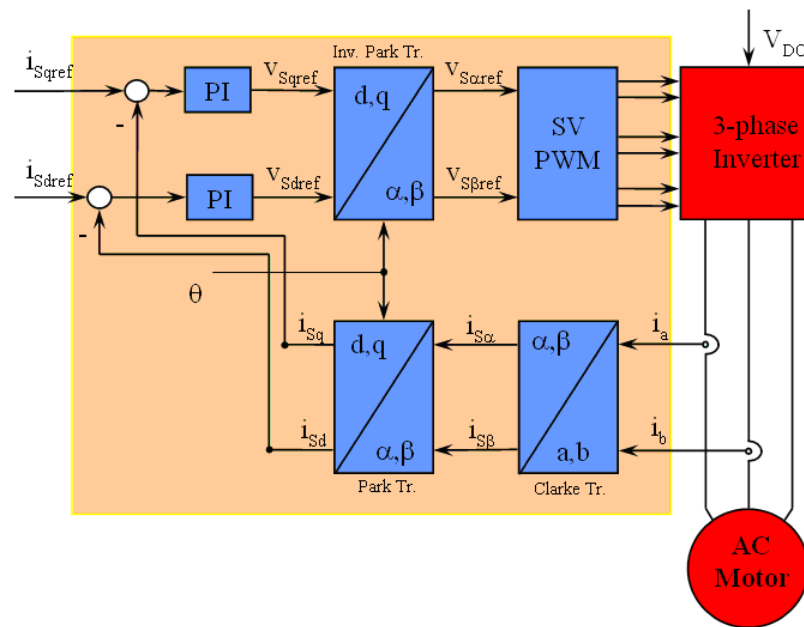 Inv. Park Tr.
V_DC
i_Sqref
PI
v_Sqref
d,q
v_Sαref
SV
PWM
3-phase
Inverter
-
i_Sdref
PI
v_Sdref
α,β
v_Sβref
-
θ
i_Sq
d,q
i_Sα
α,β
i_a
i_Sd
α,β
i_Sβ
a,b
i_b
Park Tr.
Clarke Tr.
AC
Motor